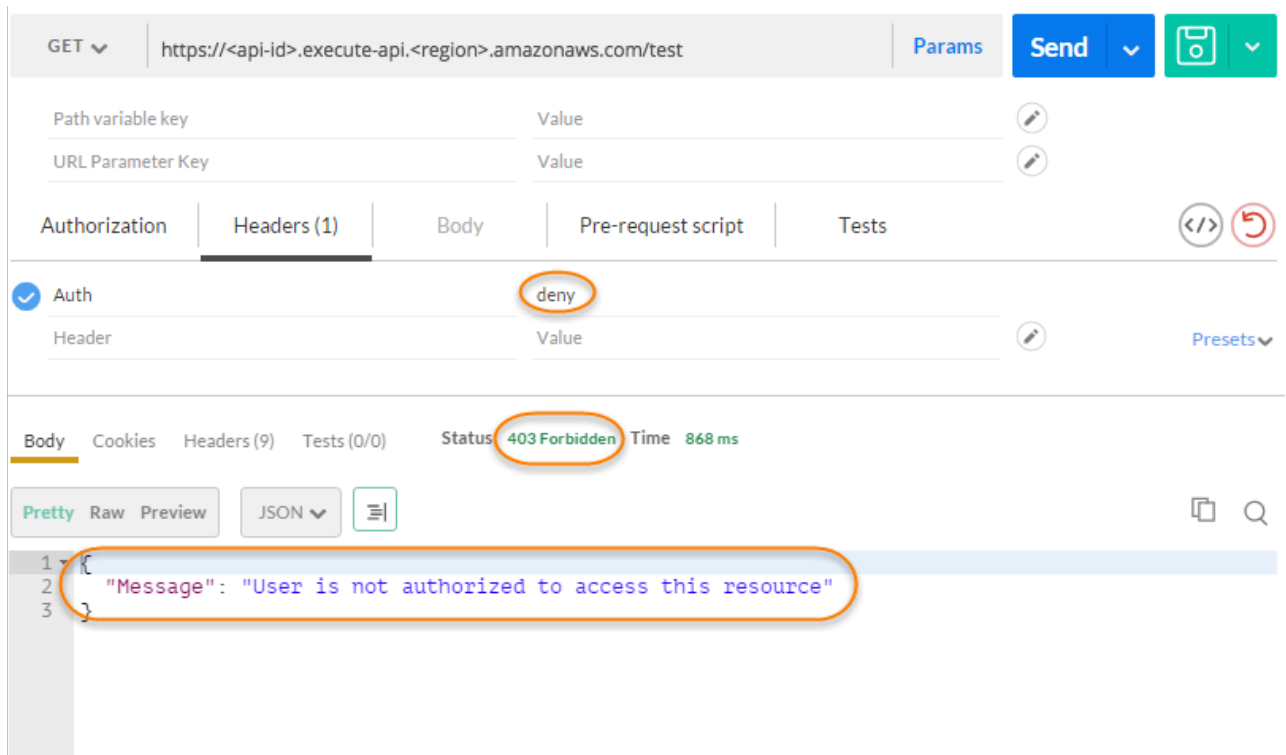 GET https://<api-id>.execute-api.<region>.amazonaws.com/test Params Send
Path variable key Value
URL Parameter Key Value
Authorization Headers (1) Body Pre-request script Tests </>
Auth deny
Header Value Presets
Body Cookies Headers (9) Tests (0/0) Status 403 Forbidden Time 868 ms
Pretty Raw Preview JSON
1 {
2 "Message": "User is not authorized to access this resource"
3 }